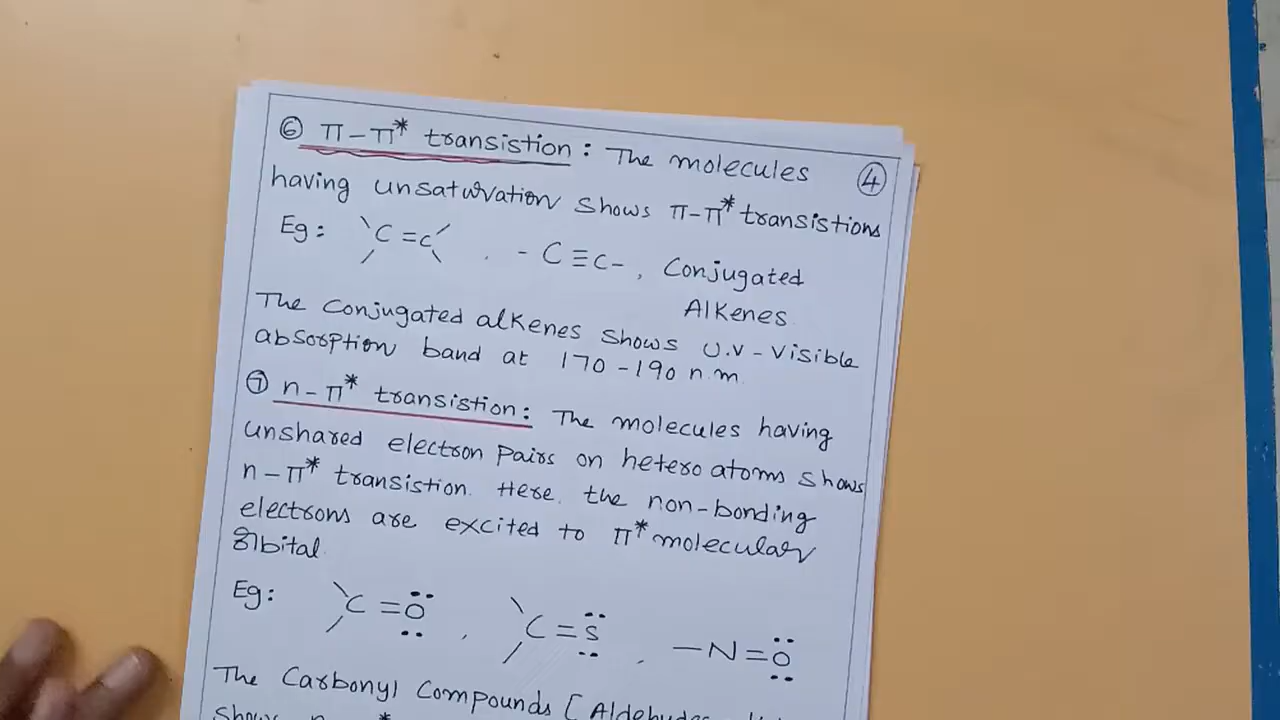 ⑥ π-π* transistion : The molecules
④
having unsaturation shows π-π* transistions
Eg: C=C , -C≡C- , Conjugated
Alkenes
The conjugated alkenes shows U.V-Visible
absorption band at 170-190 n.m.
⑦ n-π* transistion: The molecules having
unshared electron pairs on hetero atoms shows
n-π* transistion. Here, the non-bonding
electrons are excited to π* molecular
orbital.
Eg: C=O , C=S , -N=O
The Carbonyl Compounds [Aldehydes
shows